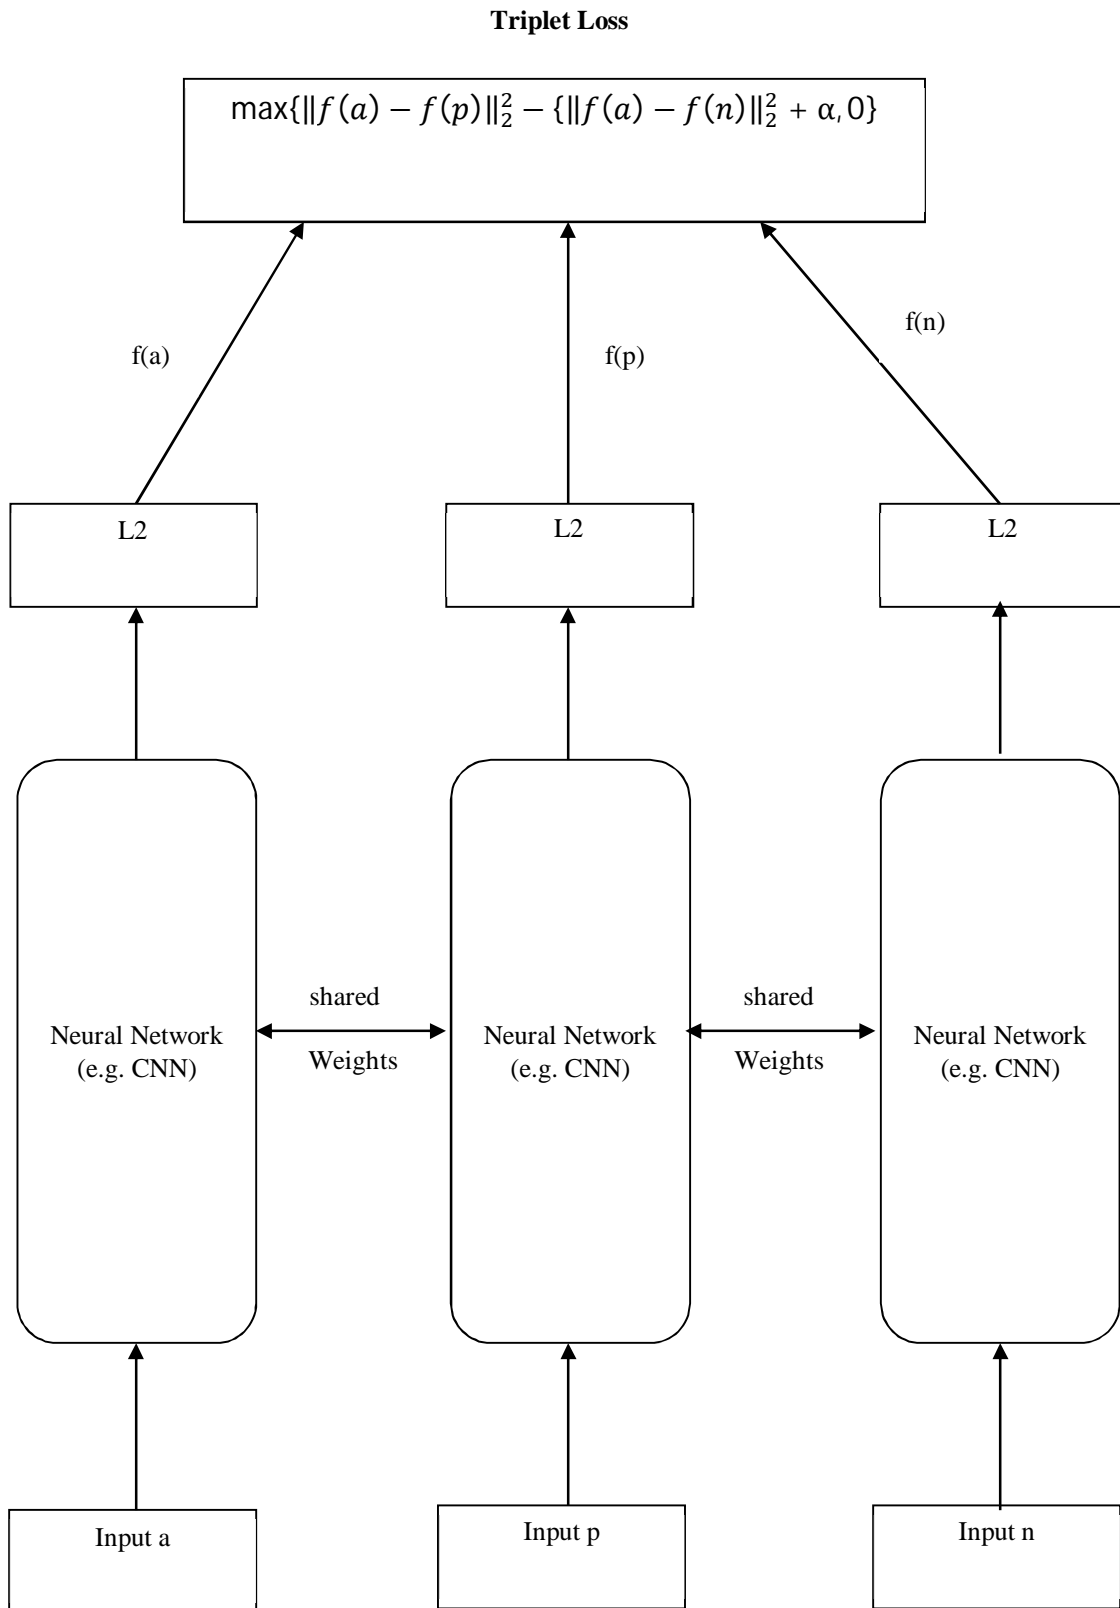 Triplet Loss
max{‖f(a) − f(p)‖₂² − {‖f(a) − f(n)‖₂² + α, 0}
f(a)
f(p)
f(n)
L2
L2
L2
shared
shared
Neural Network
(e.g. CNN)
Weights
Neural Network
(e.g. CNN)
Weights
Neural Network
(e.g. CNN)
Input a
Input p
Input n